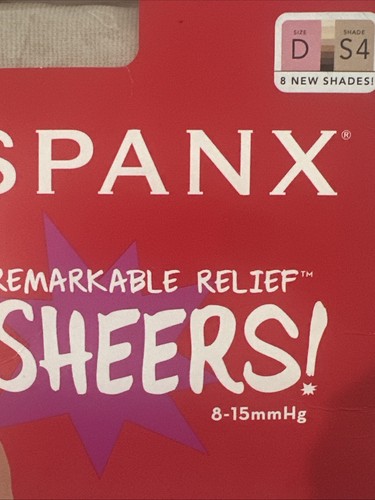 SIZE SHADE
D S4
8 NEW SHADES!
SPANX®
REMARKABLE RELIEF™
SHEERS!
8-15mmHg